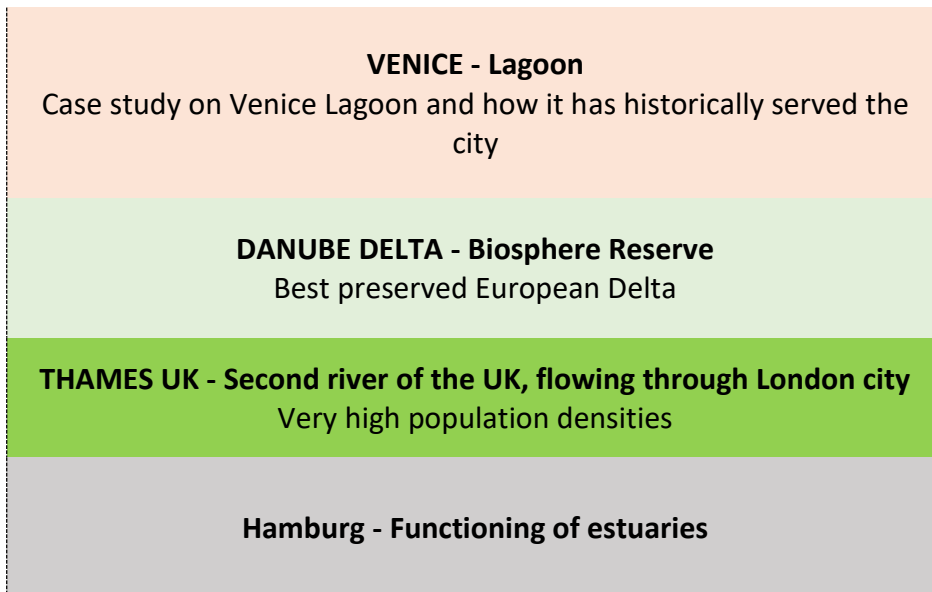 VENICE - Lagoon
Case study on Venice Lagoon and how it has historically served the
city
DANUBE DELTA - Biosphere Reserve
Best preserved European Delta
THAMES UK - Second river of the UK, flowing through London city
Very high population densities
Hamburg - Functioning of estuaries